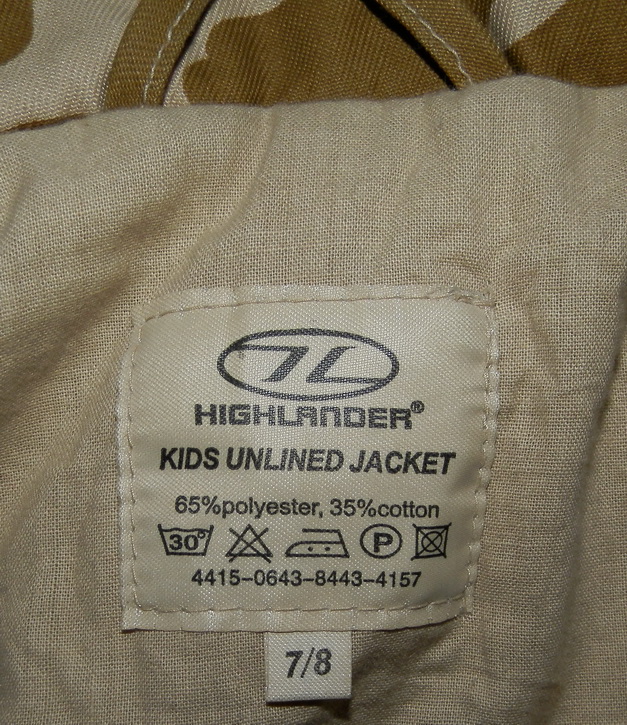 HIGHLANDER®
KIDS UNLINED JACKET
65%polyester, 35%cotton
30° P
4415-0643-8443-4157
7/8